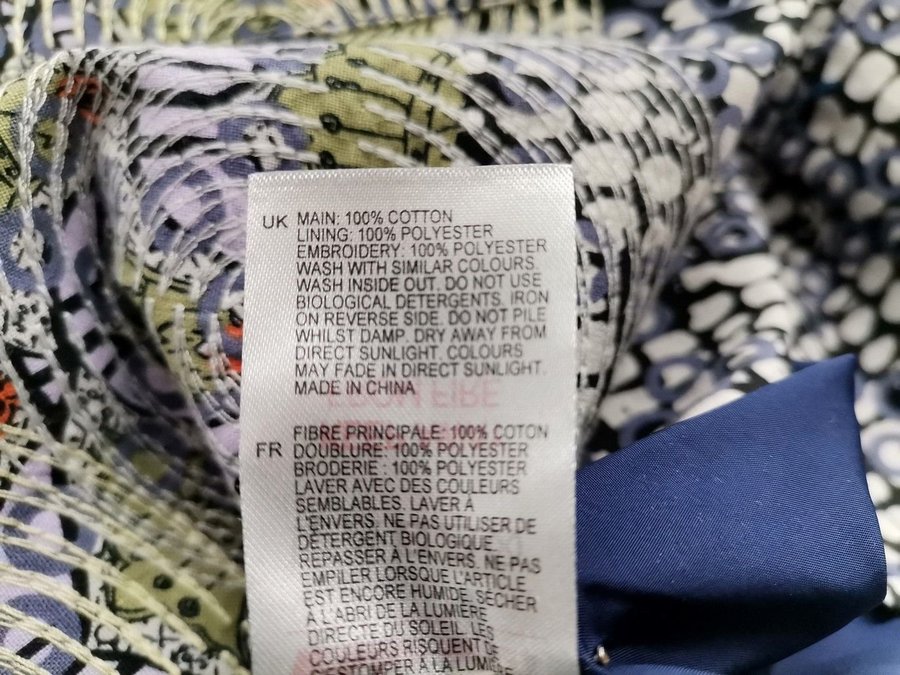 UK MAIN: 100% COTTON
LINING: 100% POLYESTER
EMBROIDERY: 100% POLYESTER
WASH WITH SIMILAR COLOURS.
WASH INSIDE OUT. DO NOT USE
BIOLOGICAL DETERGENTS. IRON
ON REVERSE SIDE. DO NOT PILE
WHILST DAMP. DRY AWAY FROM
DIRECT SUNLIGHT. COLOURS
MAY FADE IN DIRECT SUNLIGHT.
MADE IN CHINA
FR FIBRE PRINCIPALE: 100% COTON
DOUBLURE: 100% POLYESTER
BRODERIE : 100% POLYESTER
LAVER AVEC DES COULEURS
SEMBLABLES. LAVER À
L'ENVERS. NE PAS UTILISER DE
DÉTERGENT BIOLOGIQUE
REPASSER À L'ENVERS. NE PAS
EMPILER LORSQUE L'ARTICLE
EST ENCORE HUMIDE. SÉCHER
À L'ABRI DE LA LUMIÈRE
DIRECTE DU SOLEIL. LES
COULEURS RISQUENT DE
S'ESTOMPER À LA LUMIÈRE